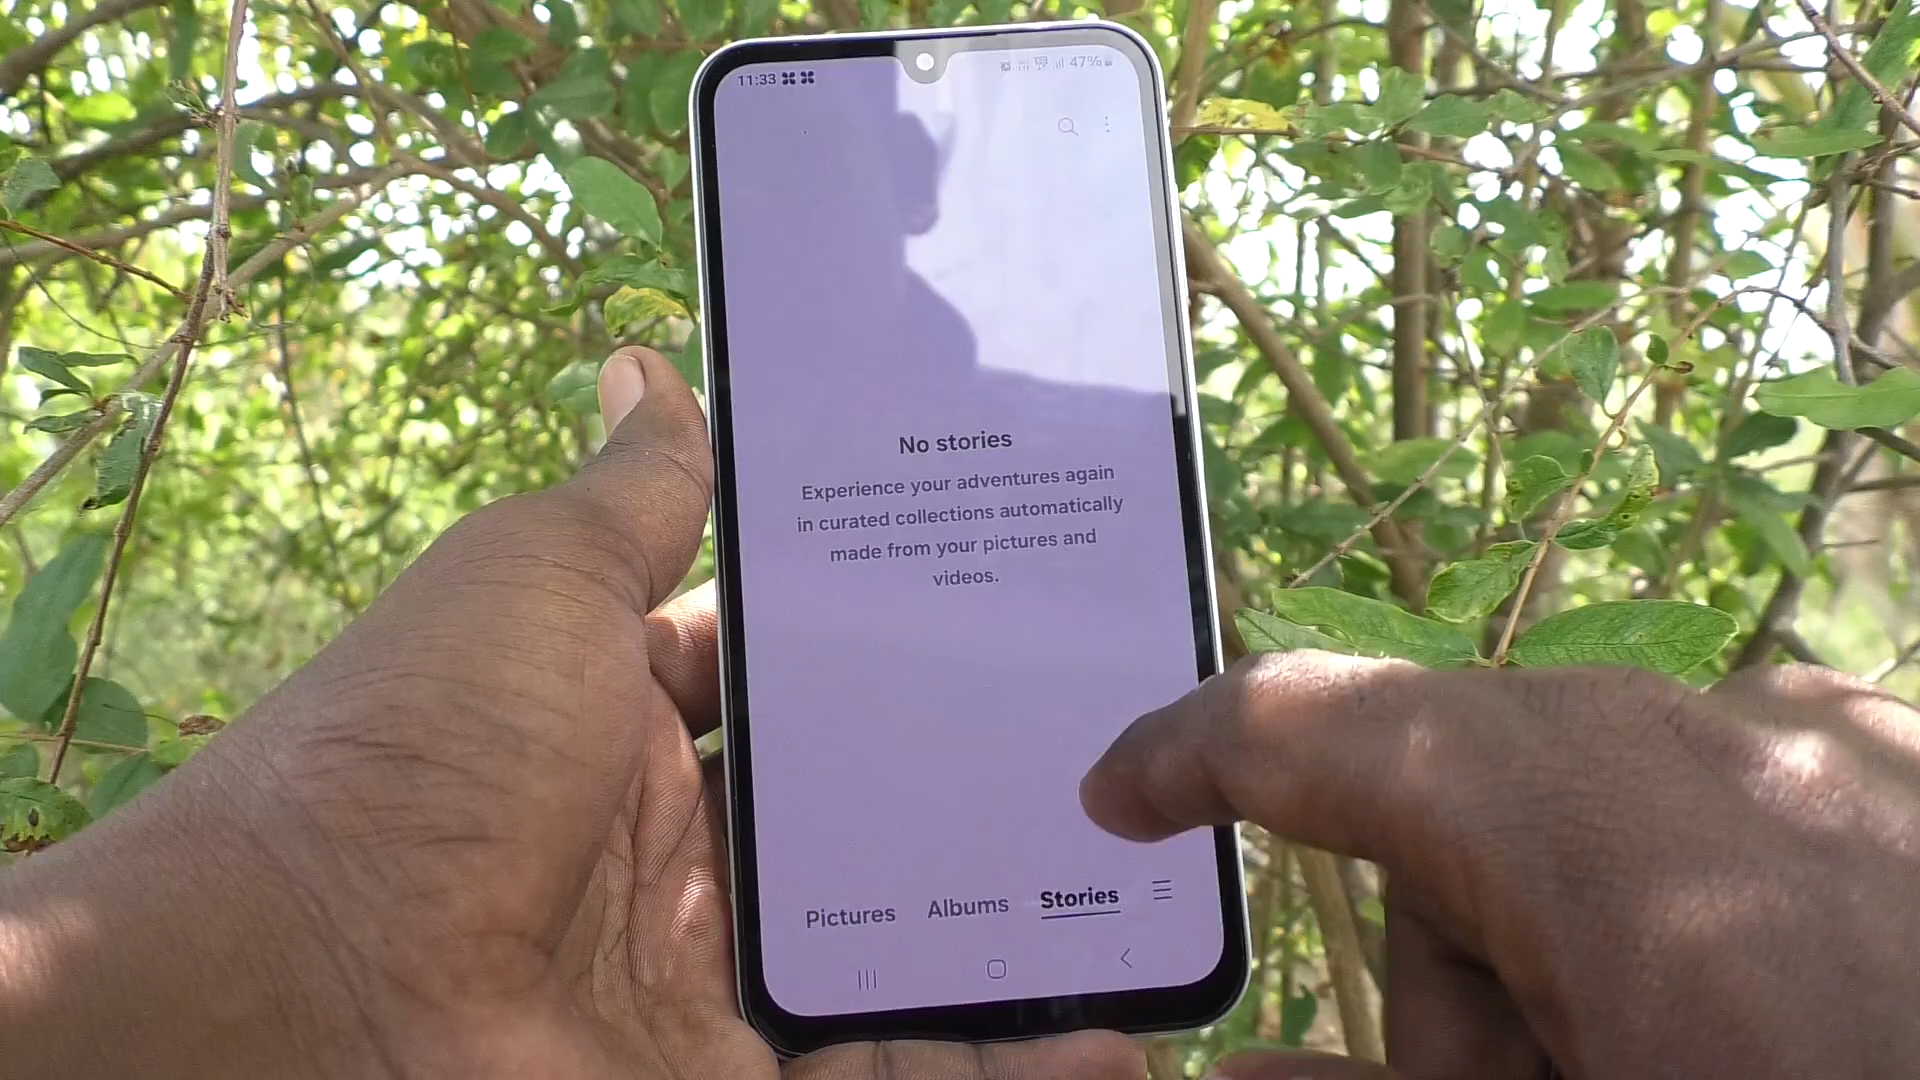 11:33
47%
No stories
Experience your adventures again
in curated collections automatically
made from your pictures and
videos.
Pictures Albums Stories